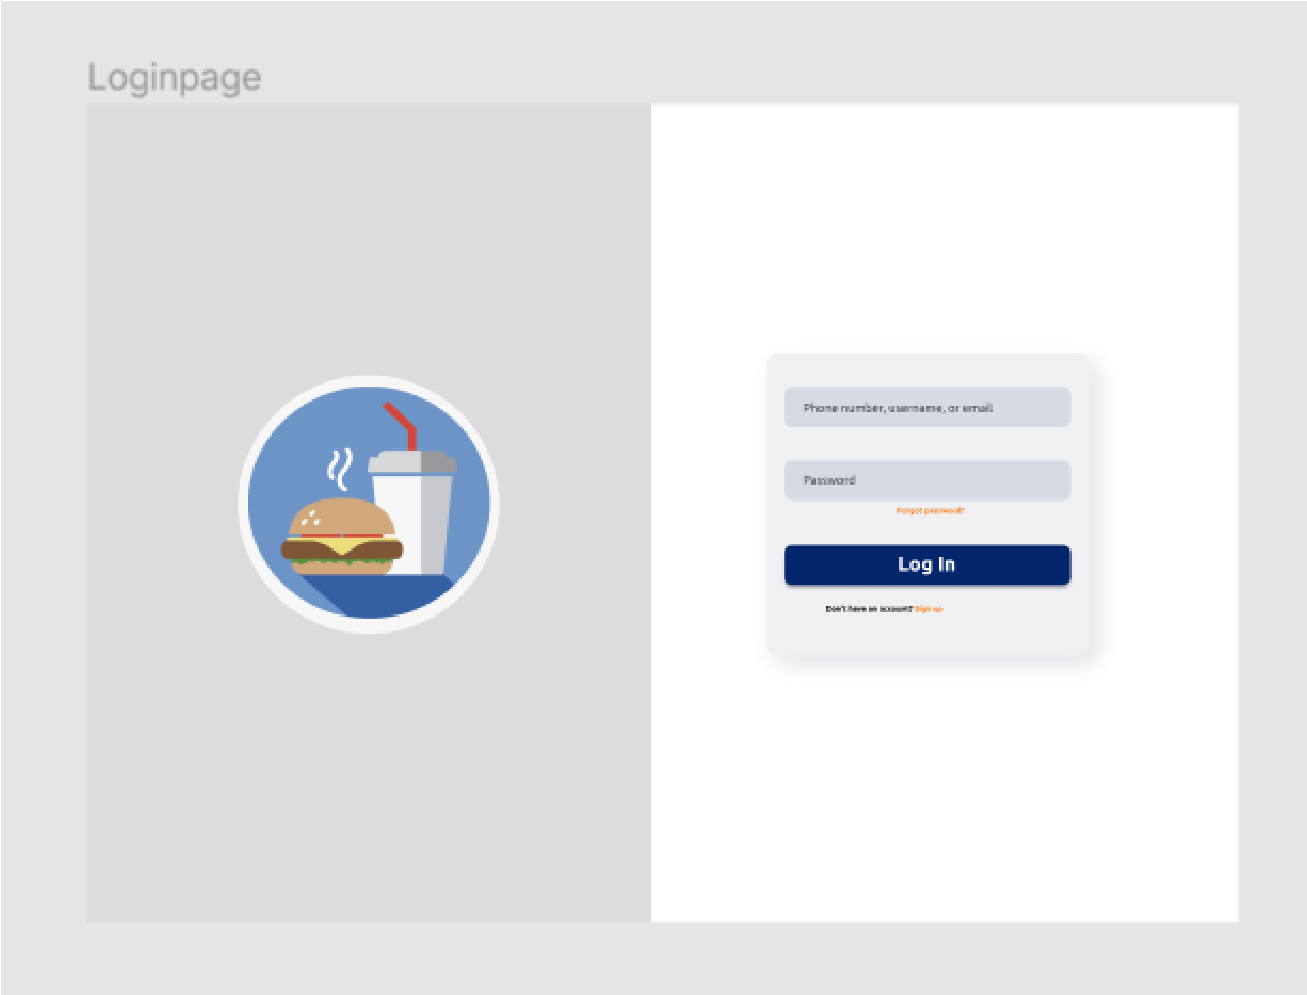 Loginpage
Phone number, username, or email
Password
Forgot password?
Log In
Don't have an account? Sign up